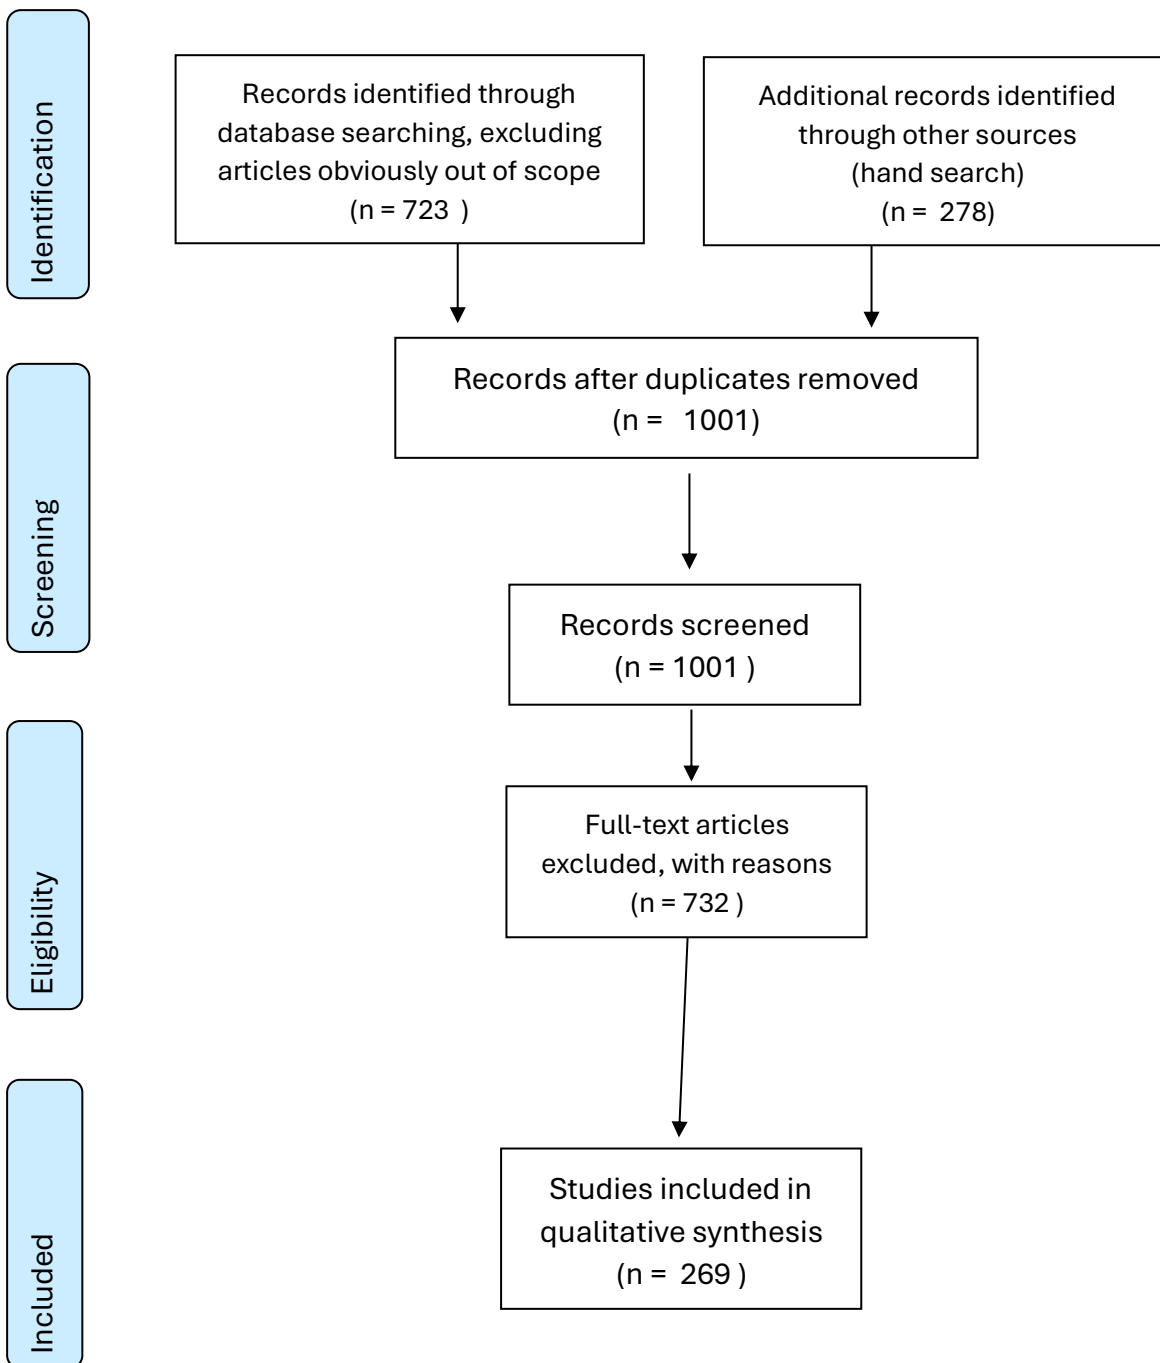 Identification
Records identified through
database searching, excluding
articles obviously out of scope
(n = 723  )
Additional records identified
through other sources
(hand search)
(n =  278)
Screening
Records after duplicates removed
(n =   1001)
Records screened
(n = 1001 )
Eligibility
Full-text articles
excluded, with reasons
(n = 732 )
Included
Studies included in
qualitative synthesis
(n =  269 )